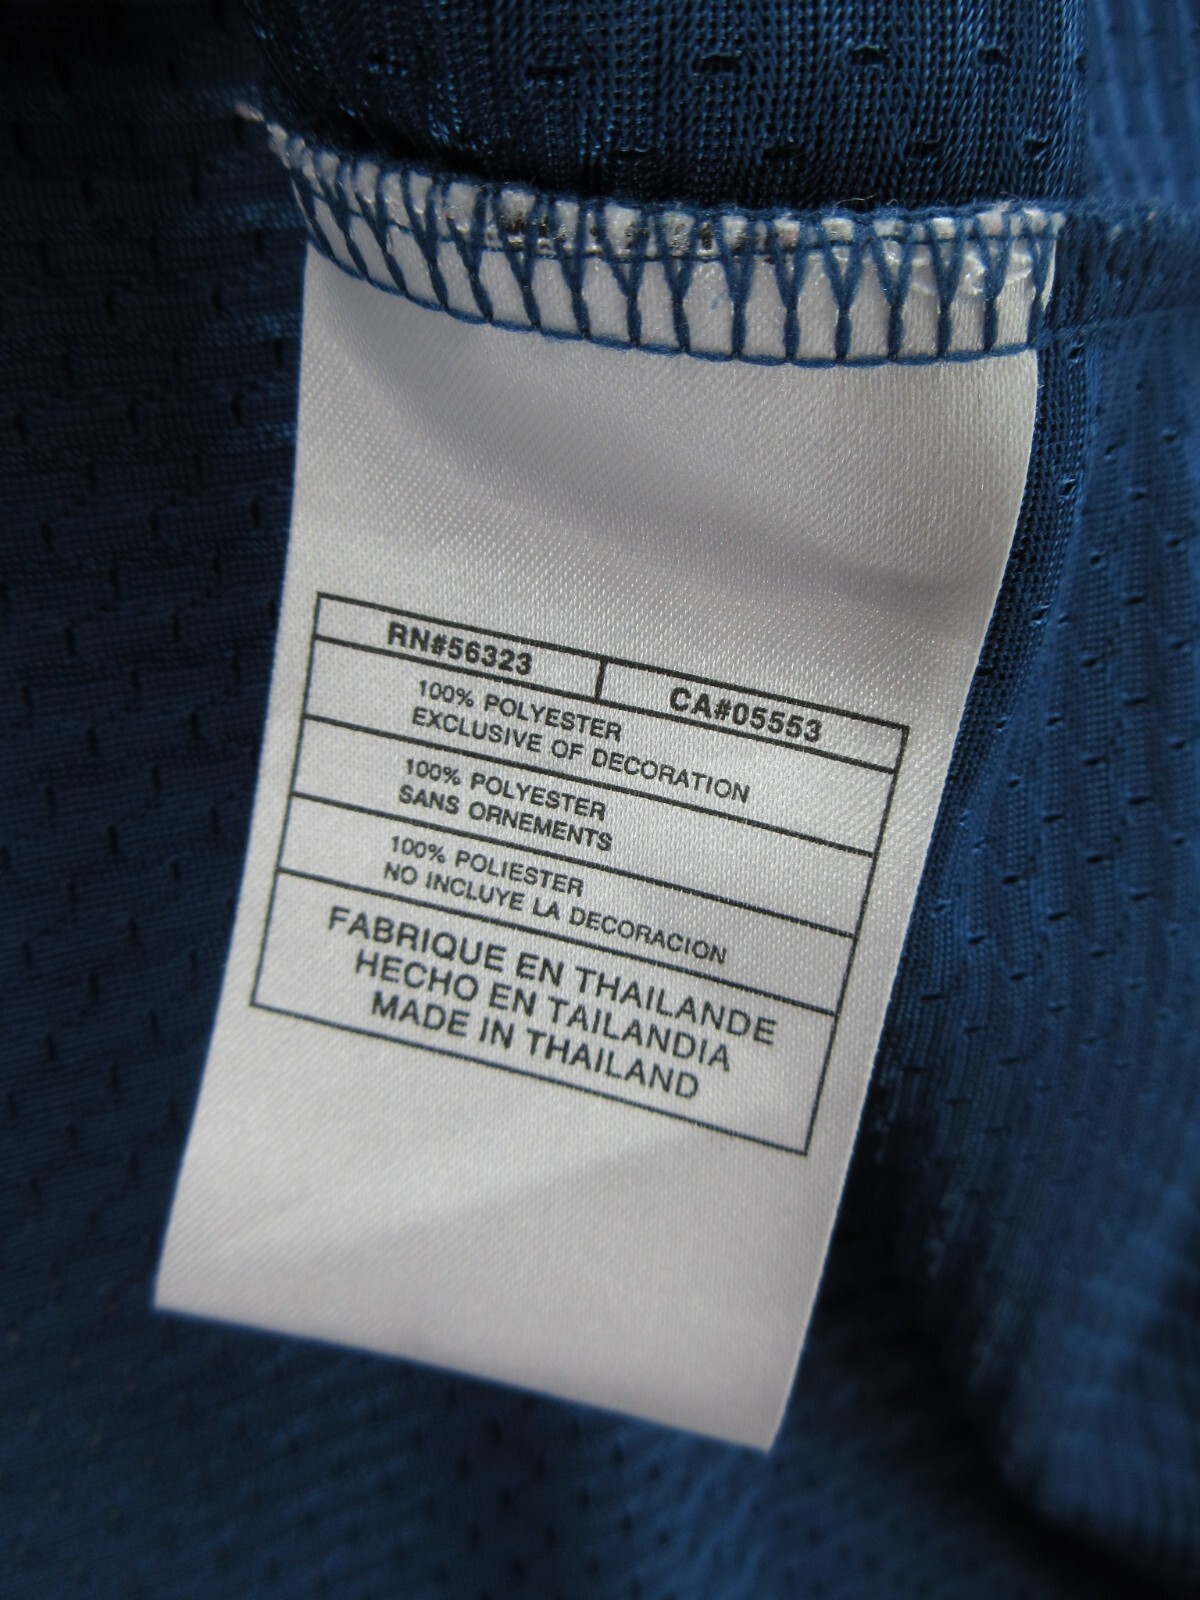 RN#56323
CA#05553
100% POLYESTER
EXCLUSIVE OF DECORATION
100% POLYESTER
SANS ORNEMENTS
100% POLIESTER
NO INCLUYE LA DECORACION
FABRIQUE EN THAILANDE
HECHO EN TAILANDIA
MADE IN THAILAND